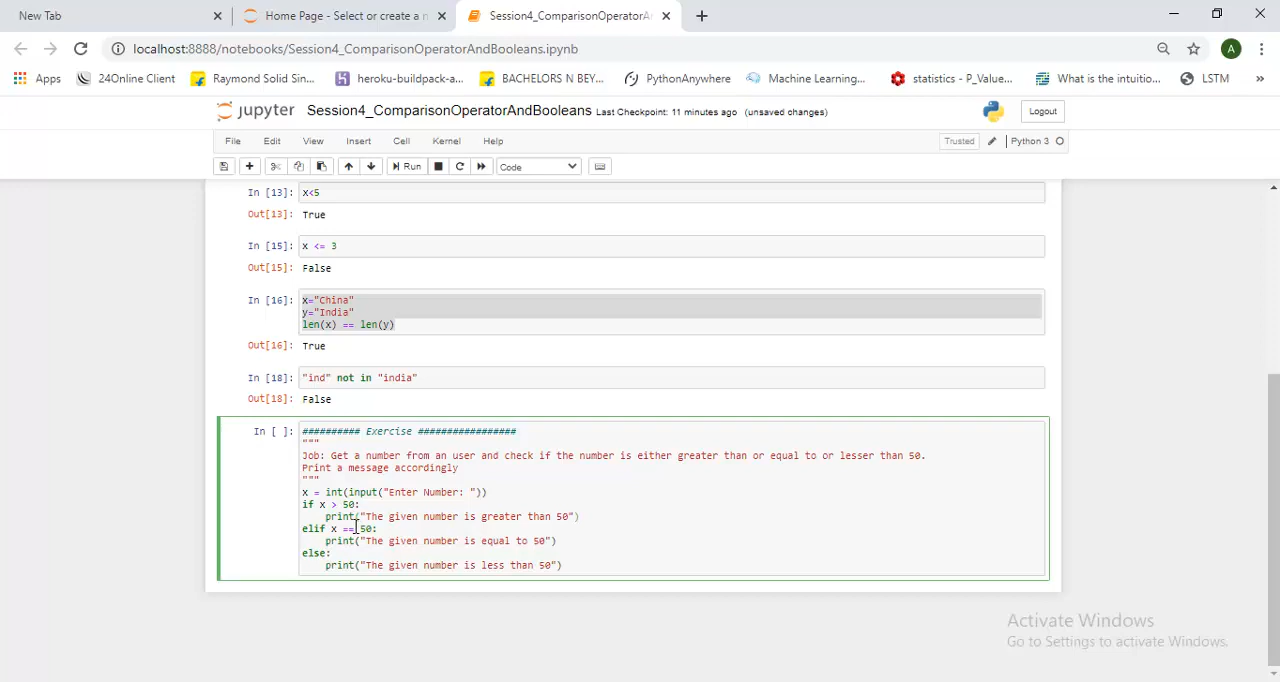 New Tab
Home Page - Select or create a n
Session4_ComparisonOperatorAr
localhost:8888/notebooks/Session4_ComparisonOperatorAndBooleans.ipynb
A
Apps
24Online Client
Raymond Solid Sin...
heroku-buildpack-a...
BACHELORS N BEY...
PythonAnywhere
Machine Learning...
statistics - P_Value...
What is the intuitio...
LSTM
»
jupyter Session4_ComparisonOperatorAndBooleans Last Checkpoint: 11 minutes ago (unsaved changes)
Logout
File Edit View Insert Cell Kernel Help
Trusted
Python 3
Run
Code
In [13]: x<5
Out[13]: True
In [15]: x <= 3
Out[15]: False
In [16]: x="China"
y="India"
len(x) == len(y)
Out[16]: True
In [18]: "ind" not in "india"
Out[18]: False
In [ ]: ########## Exercise #################
"""
Job: Get a number from an user and check if the number is either greater than or equal to or lesser than 50.
Print a message accordingly
"""
x = int(input("Enter Number: "))
if x > 50:
print("The given number is greater than 50")
elif x == 50:
print("The given number is equal to 50")
else:
print("The given number is less than 50")
Activate Windows
Go to Settings to activate Windows.